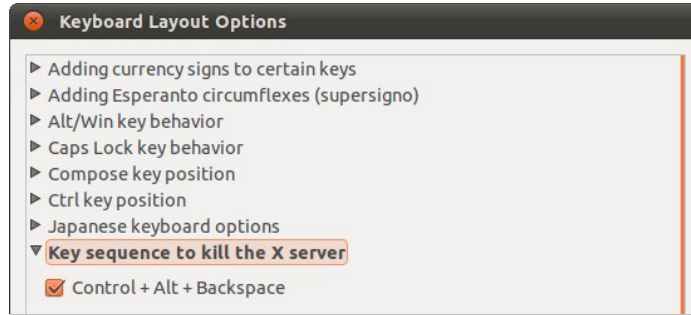 Keyboard Layout Options
Adding currency signs to certain keys
Adding Esperanto circumflexes (supersigno)
Alt/Win key behavior
Caps Lock key behavior
Compose key position
Ctrl key position
Japanese keyboard options
Key sequence to kill the X server
Control + Alt + Backspace